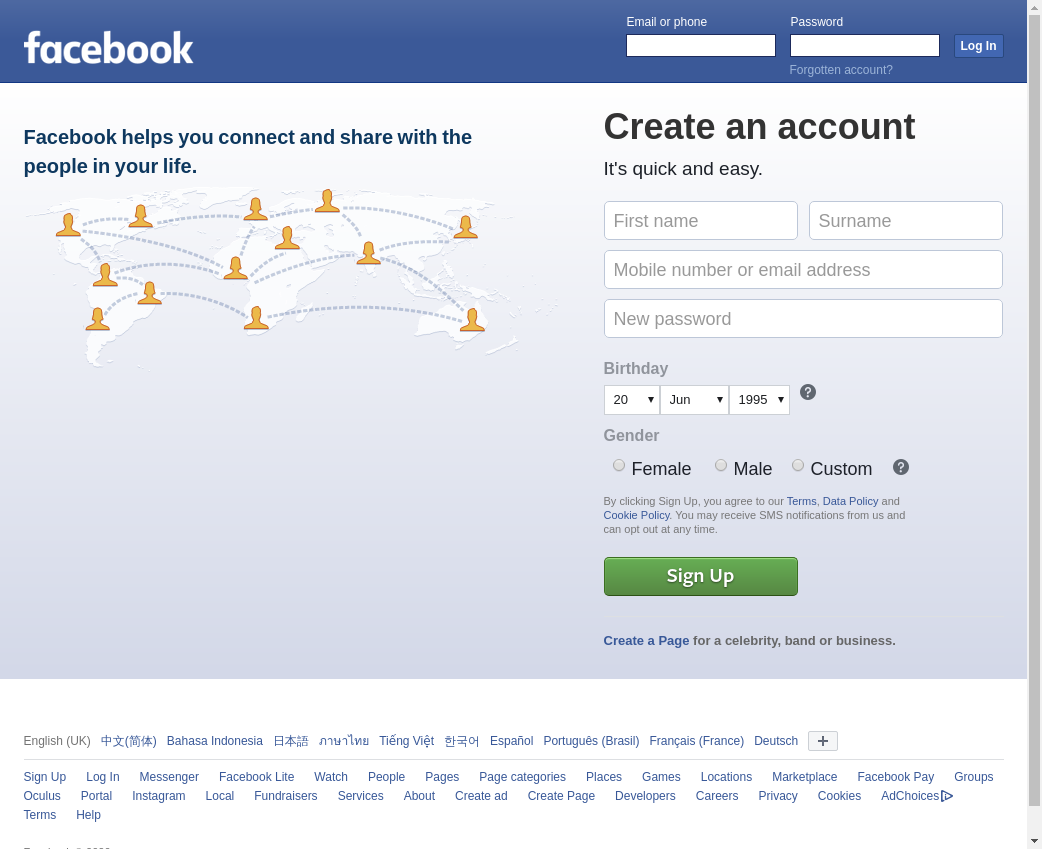 facebook
Email or phone
Password
Log In
Forgotten account?
Facebook helps you connect and share with the
people in your life.
Create an account
It's quick and easy.
First name
Surname
Mobile number or email address
New password
Birthday
20 Jun 1995 ?
Gender
Female Male Custom ?
By clicking Sign Up, you agree to our Terms, Data Policy and
Cookie Policy. You may receive SMS notifications from us and
can opt out at any time.
Sign Up
Create a Page for a celebrity, band or business.
English (UK) 中文(简体) Bahasa Indonesia 日本語 ภาษาไทย Tiếng Việt 한국어 Español Português (Brasil) Français (France) Deutsch +
Sign Up Log In Messenger Facebook Lite Watch People Pages Page categories Places Games Locations Marketplace Facebook Pay Groups
Oculus Portal Instagram Local Fundraisers Services About Create ad Create Page Developers Careers Privacy Cookies AdChoices
Terms Help